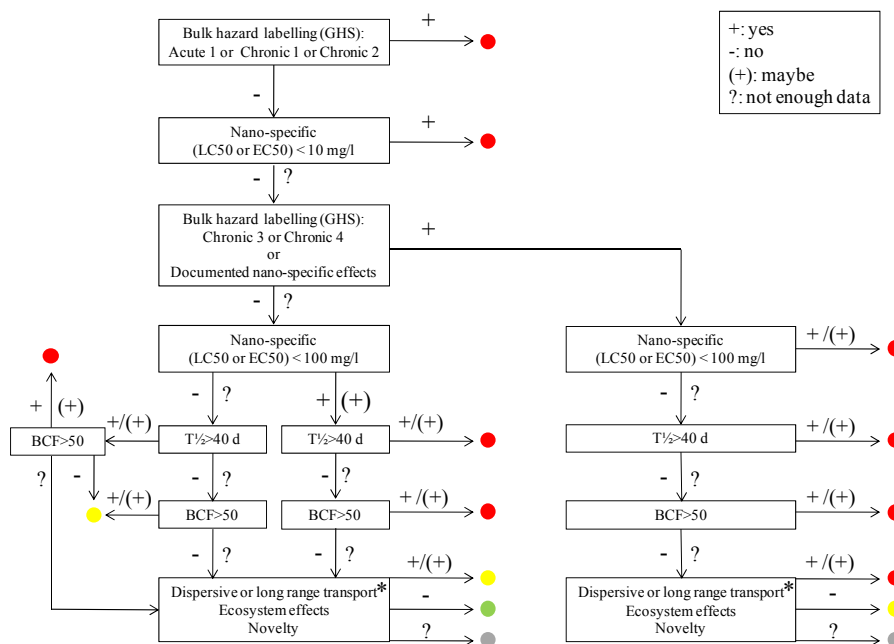 Bulk hazard labelling (GHS):
Acute 1 or Chronic 1 or Chronic 2
+
+: yes
-: no
(+): maybe
?: not enough data
-
Nano-specific
(LC50 or EC50) < 10 mg/l
+
- ?
Bulk hazard labelling (GHS):
Chronic 3 or Chronic 4
or
Documented nano-specific effects
+
- ?
Nano-specific
(LC50 or EC50) < 100 mg/l
Nano-specific
(LC50 or EC50) < 100 mg/l
+ /(+)
- ?
+ (+)
- ?
+ (+)
BCF>50
+/(+)
T½>40 d
T½>40 d
+/(+)
T½>40 d
+/(+)
?
-
- ?
- ?
- ?
+/(+)
BCF>50
BCF>50
+/(+)
BCF>50
+/(+)
- ?
- ?
- ?
Dispersive or long range transport*
Ecosystem effects
Novelty
+/(+)
-
?
Dispersive or long range transport*
Ecosystem effects
Novelty
+/(+)
-
?